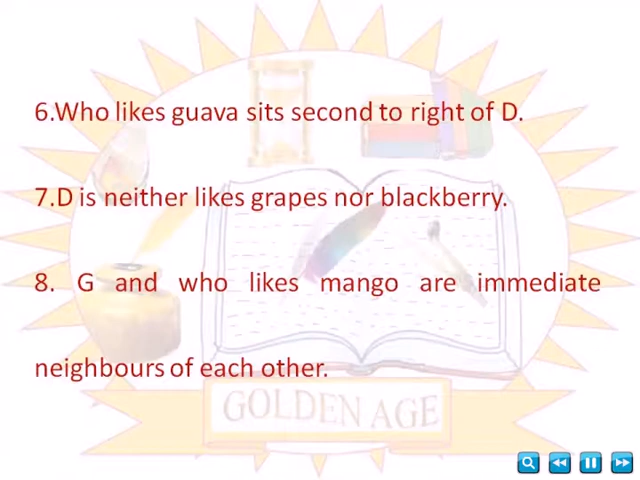 6.Who likes guava sits second to right of D.
7.D is neither likes grapes nor blackberry.
8. G and who likes mango are immediate
neighbours of each other.
GOLDEN AGE